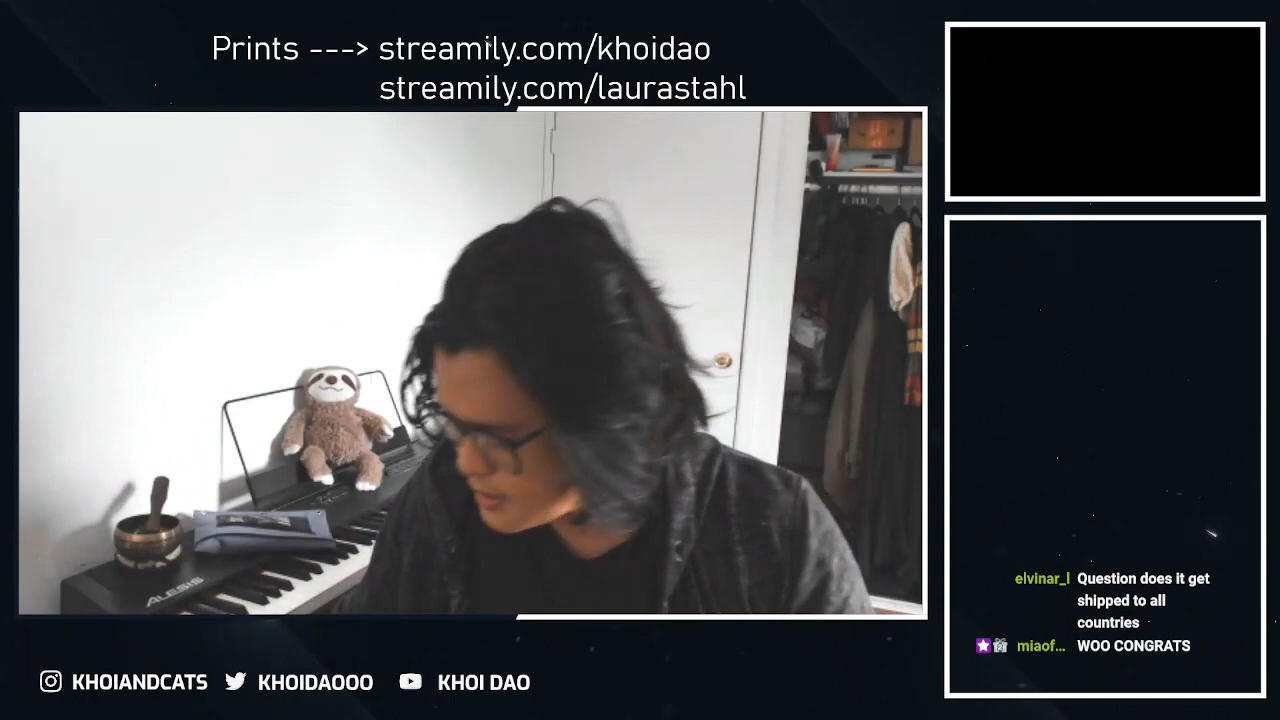 Prints ---> streamily.com/khoidao
streamily.com/laurastahl
ALESIS
elvinar_l Question does it get
shipped to all
countries
miaof... WOO CONGRATS
KHOIANDCATS KHOIDAOOO KHOI DAO